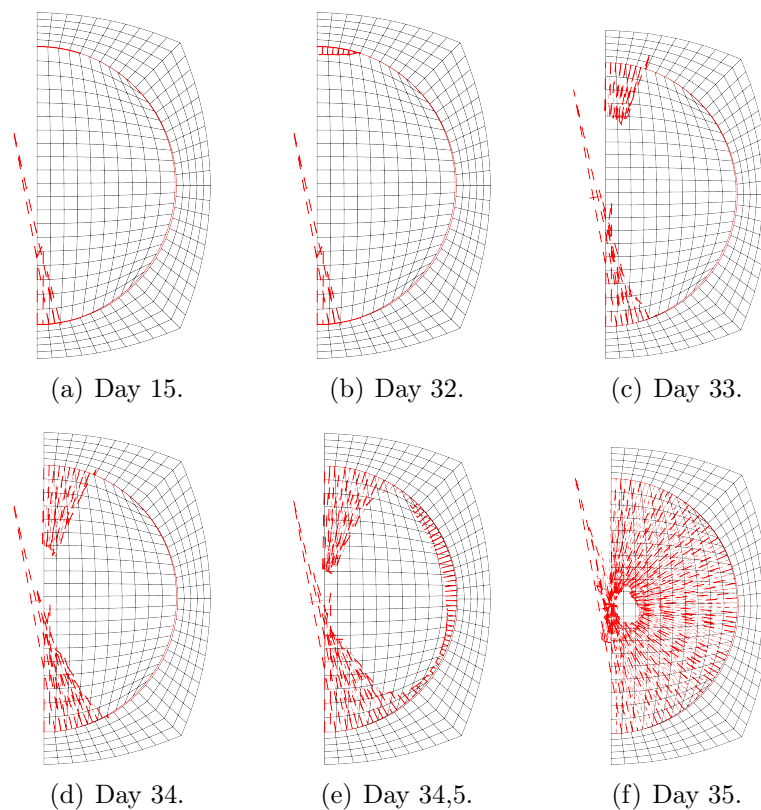 (a) Day 15.
(b) Day 32.
(c) Day 33.
(d) Day 34.
(e) Day 34,5.
(f) Day 35.